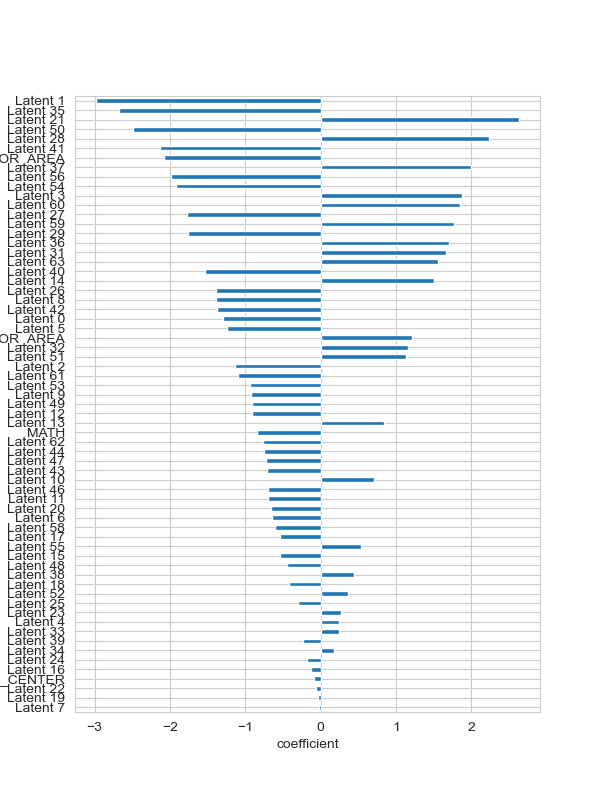 Latent 1
Latent 35
Latent 21
Latent 50
Latent 28
Latent 41
OR_AREA
Latent 37
Latent 56
Latent 54
Latent 3
Latent 60
Latent 27
Latent 59
Latent 29
Latent 36
Latent 31
Latent 63
Latent 40
Latent 14
Latent 26
Latent 8
Latent 42
Latent 0
Latent 5
OR_AREA
Latent 32
Latent 51
Latent 2
Latent 61
Latent 53
Latent 9
Latent 49
Latent 12
Latent 13
MATH
Latent 62
Latent 44
Latent 47
Latent 43
Latent 10
Latent 46
Latent 11
Latent 20
Latent 6
Latent 58
Latent 17
Latent 55
Latent 15
Latent 48
Latent 38
Latent 18
Latent 52
Latent 25
Latent 23
Latent 4
Latent 33
Latent 39
Latent 34
Latent 24
Latent 16
_CENTER
Latent 22
Latent 19
Latent 7
−3 −2 −1 0 1 2
coefficient